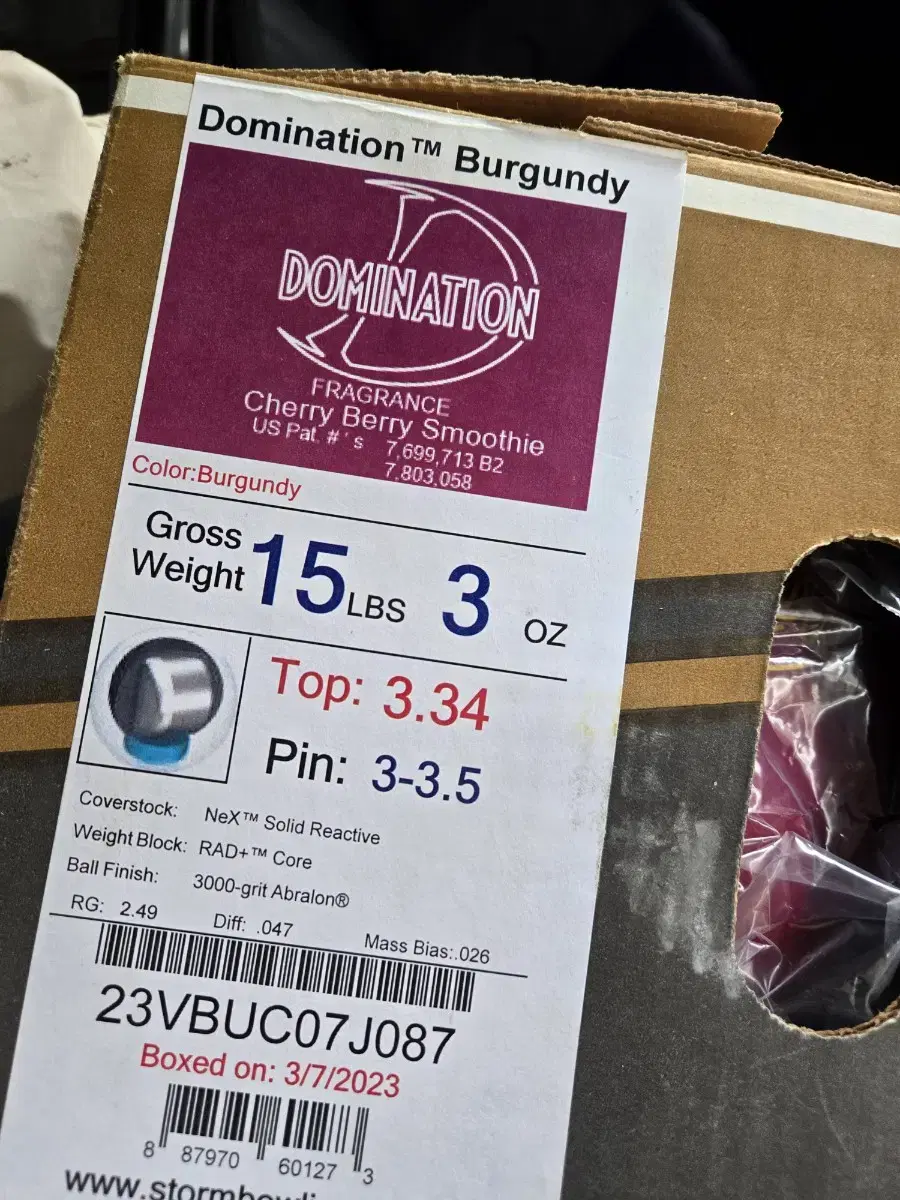 Domination™ Burgundy
DOMINATION
FRAGRANCE
Cherry Berry Smoothie
US Pat. #'s 7,699,713 B2
7,803,058
Color:Burgundy
Gross Weight 15 LBS 3 OZ
Top: 3.34
Pin: 3-3.5
Coverstock: NeX™ Solid Reactive
Weight Block: RAD+™ Core
Ball Finish: 3000-grit Abralon®
RG: 2.49 Diff: .047 Mass Bias:.026
23VBUC07J087
Boxed on: 3/7/2023
8 87970 60127 3